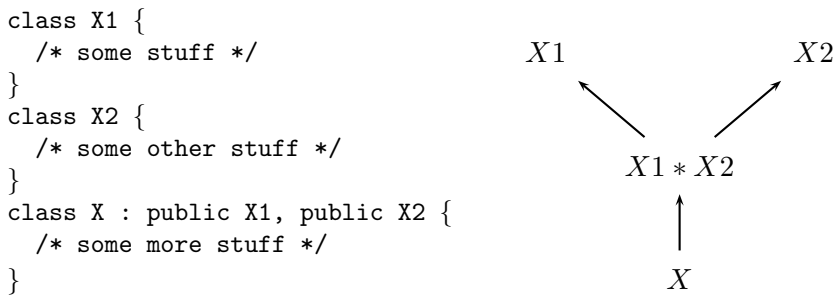 class X1 {
/* some stuff */
}
class X2 {
/* some other stuff */
}
class X : public X1, public X2 {
/* some more stuff */
}
X1
X2
X1 ∗ X2
X